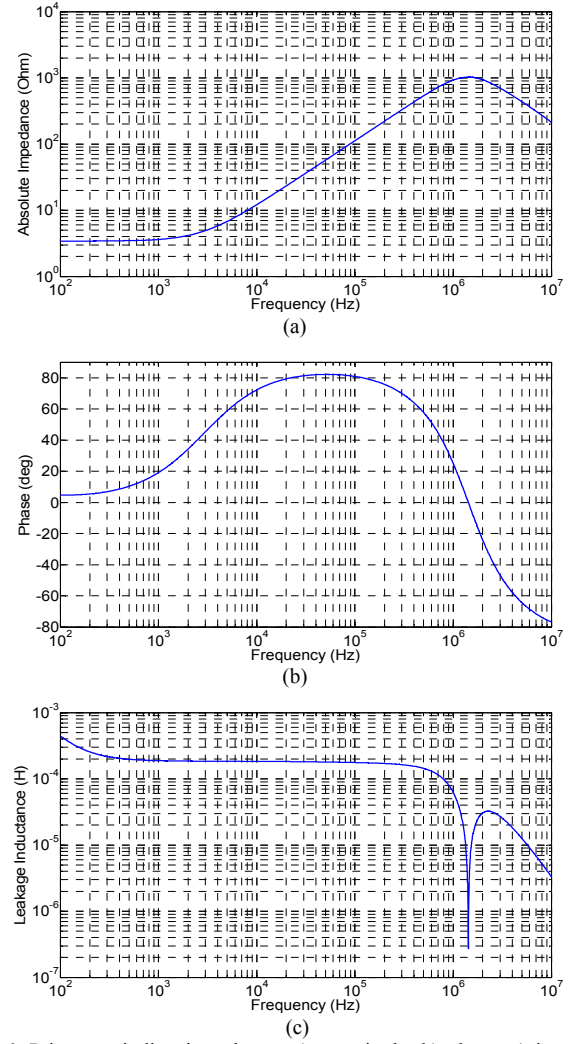 10^4
10^3
10^2
10^1
10^0
Absolute Impedance (Ohm)
10^2 10^3 10^4 10^5 10^6 10^7
Frequency (Hz)
(a)
80
60
40
20
0
-20
-40
-60
-80
Phase (deg)
10^2 10^3 10^4 10^5 10^6 10^7
Frequency (Hz)
(b)
10^-3
10^-4
10^-5
10^-6
10^-7
Leakage Inductance (H)
10^2 10^3 10^4 10^5 10^6 10^7
Frequency (Hz)
(c)